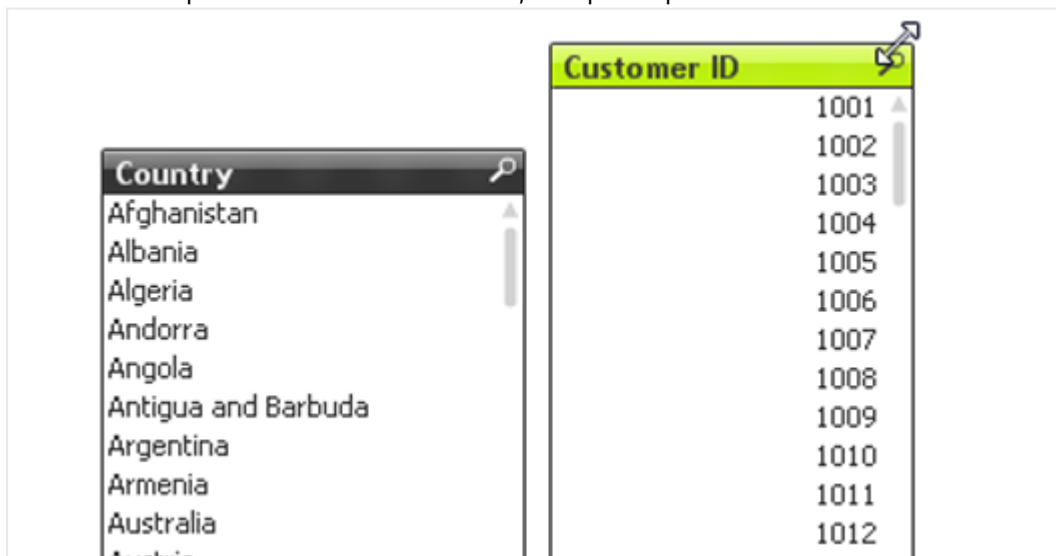 Country
Afghanistan
Albania
Algeria
Andorra
Angola
Antigua and Barbuda
Argentina
Armenia
Australia
Customer ID
1001
1002
1003
1004
1005
1006
1007
1008
1009
1010
1011
1012